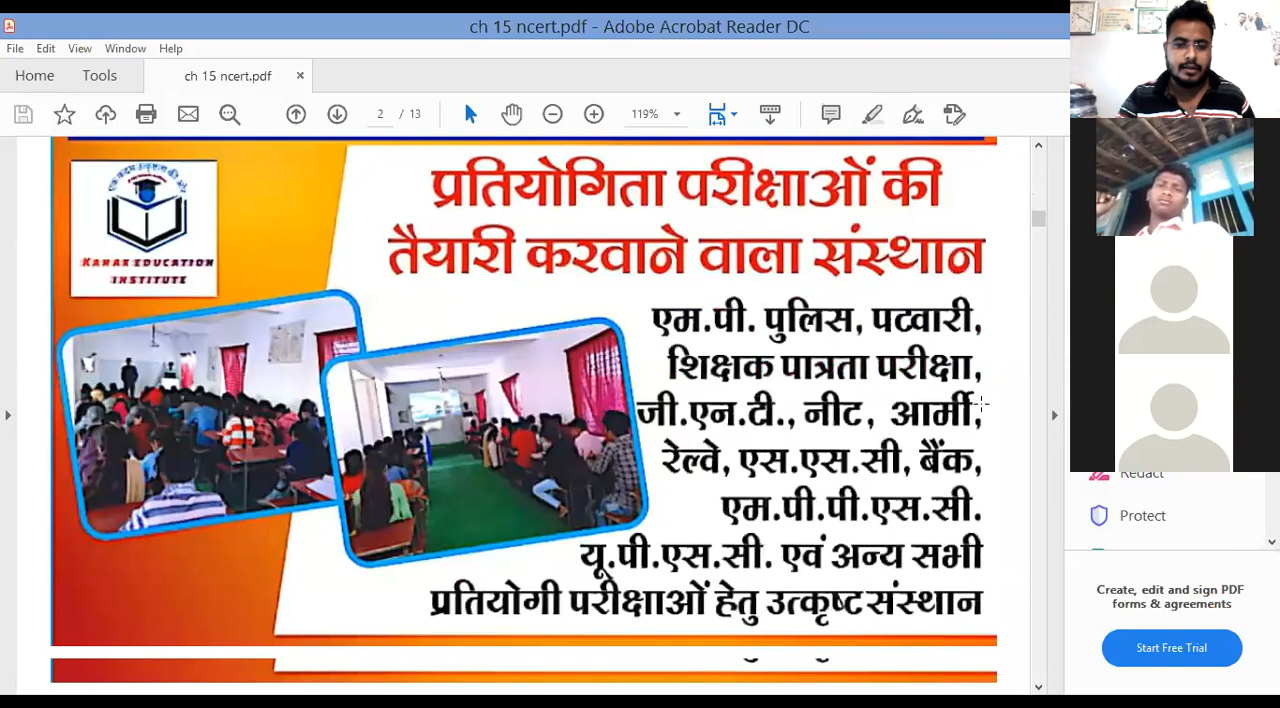 ch 15 ncert.pdf - Adobe Acrobat Reader DC
File Edit View Window Help
Home Tools ch 15 ncert.pdf ×
2 / 13 119%
KANAK EDUCATION
INSTITUTE
प्रतियोगिता परीक्षाओं की
तैयारी करवाने वाला संस्थान
एम.पी. पुलिस, पटवारी,
शिक्षक पात्रता परीक्षा,
जी.एन.टी., नीट, आर्मी,
रेल्वे, एस.एस.सी, बैंक,
एम.पी.पी.एस.सी.
यू.पी.एस.सी. एवं अन्य सभी
प्रतियोगी परीक्षाओं हेतु उत्कृष्ट संस्थान
Redact
Protect
Create, edit and sign PDF
forms & agreements
Start Free Trial